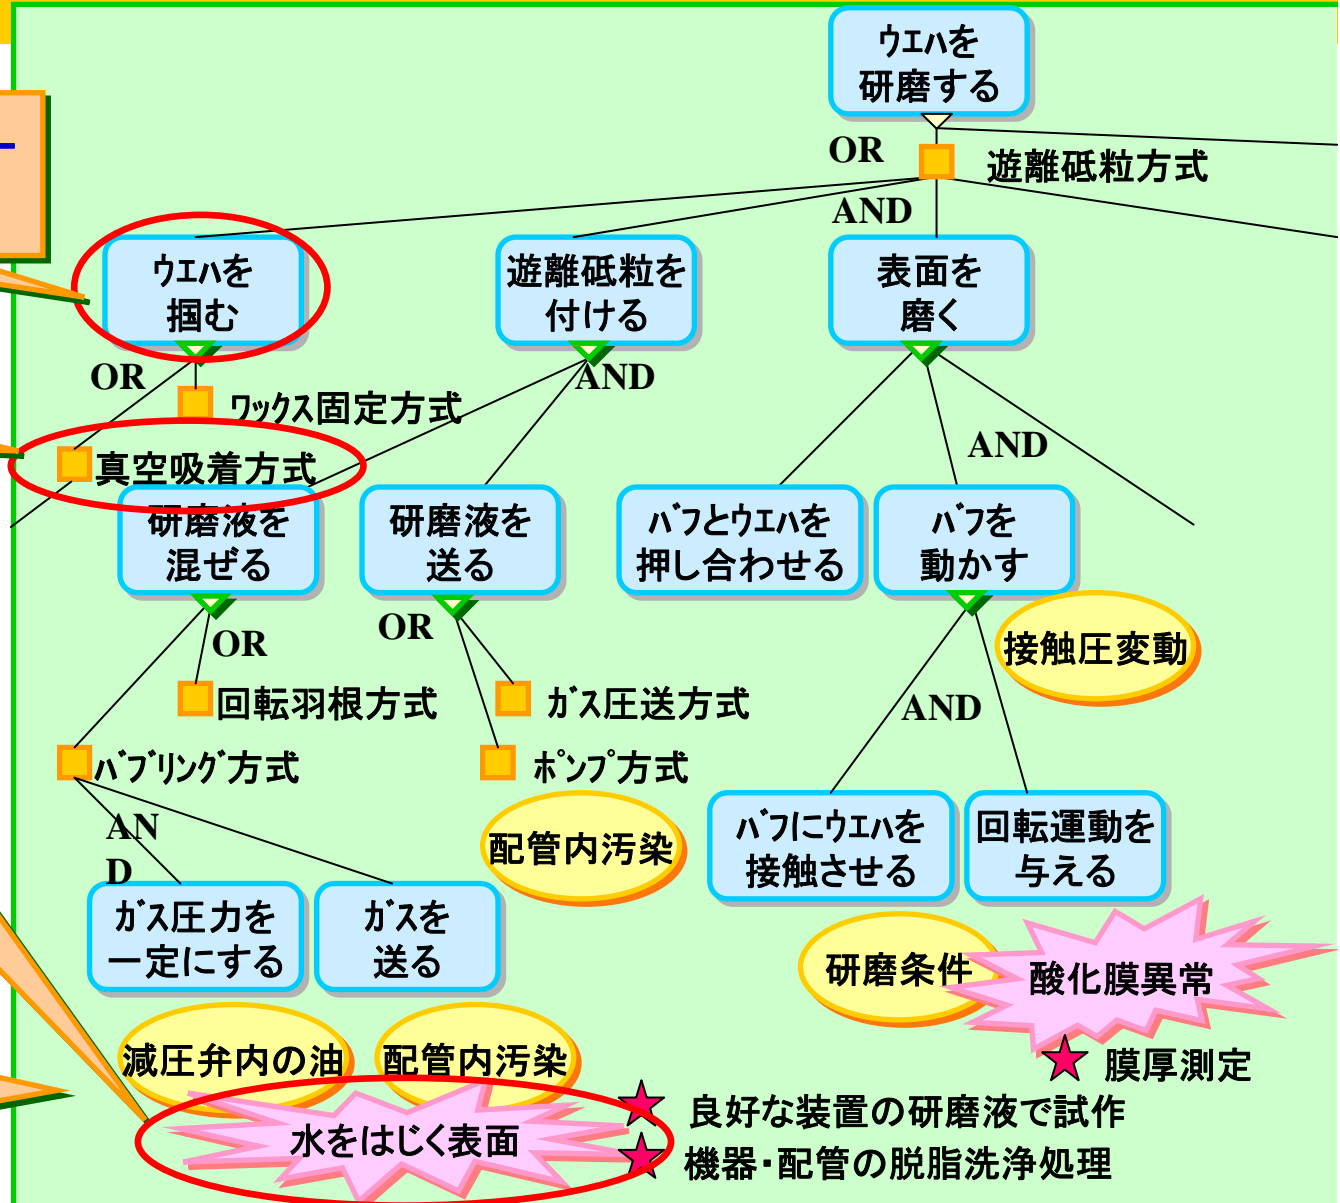 ウエハを
研磨する
OR
遊離砥粒方式
AND
ウエハを
掴む
遊離砥粒を
付ける
表面を
磨く
OR
AND
ワックス固定方式
AND
真空吸着方式
研磨液を
混ぜる
研磨液を
送る
バフとウエハを
押し合わせる
バフを
動かす
OR
OR
接触圧変動
回転羽根方式
ガス圧送方式
AND
バブリング方式
ポンプ方式
AN
D
配管内汚染
バフにウエハを
接触させる
回転運動を
与える
ガス圧力を
一定にする
ガスを
送る
研磨条件
酸化膜異常
減圧弁内の油
配管内汚染
膜厚測定
良好な装置の研磨液で試作
水をはじく表面
機器・配管の脱脂洗浄処理